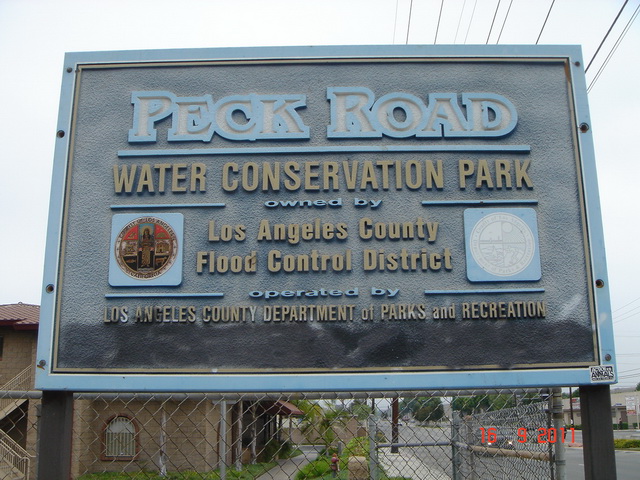 PECK ROAD
WATER CONSERVATION PARK
owned by
Los Angeles County
Flood Control District
operated by
LOS ANGELES COUNTY DEPARTMENT of PARKS and RECREATION
16 9 2011